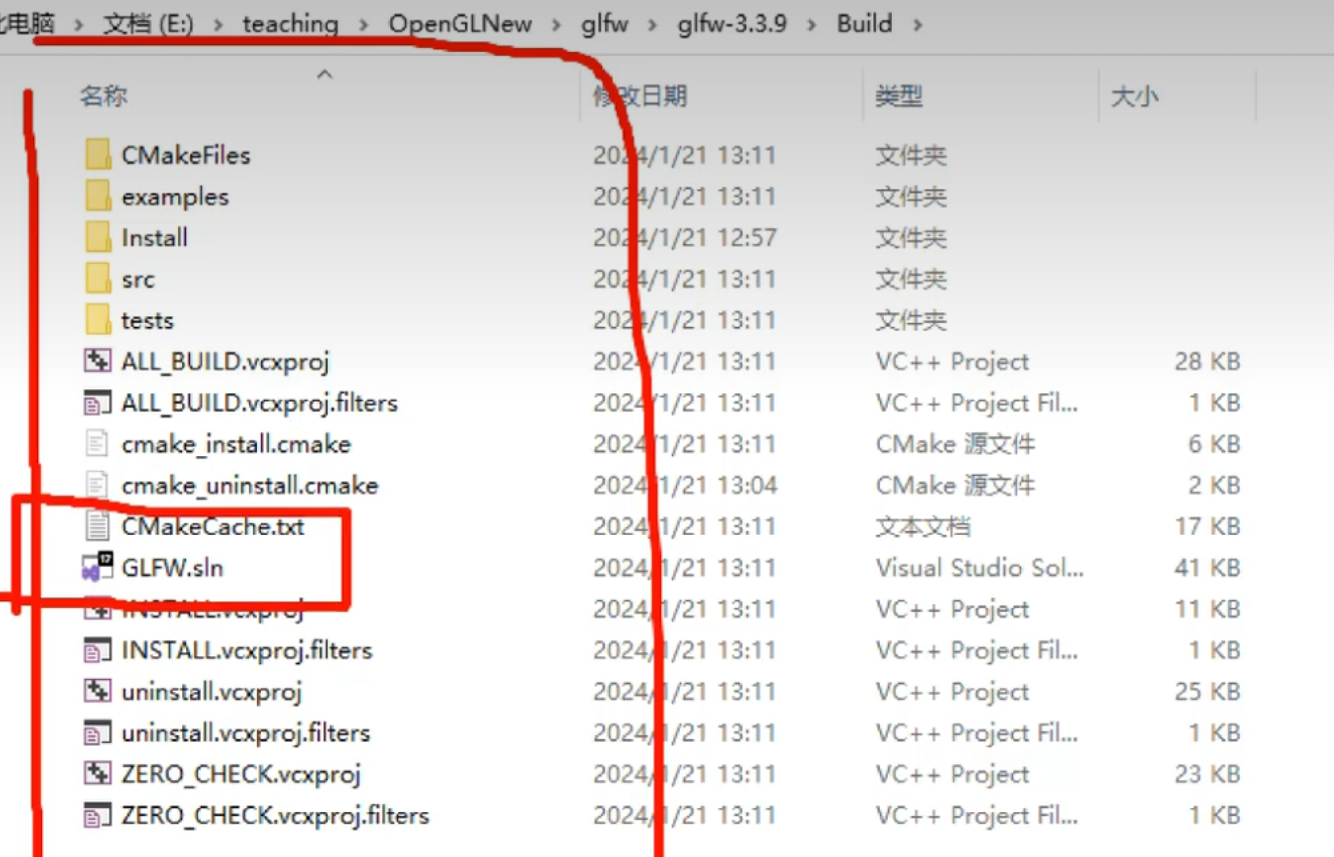 电脑 > 文档 (E:) > teaching > OpenGLNew > glfw > glfw-3.3.9 > Build >
名称 修改日期 类型 大小
CMakeFiles 2024/1/21 13:11 文件夹
examples 2024/1/21 13:11 文件夹
Install 2024/1/21 12:57 文件夹
src 2024/1/21 13:11 文件夹
tests 2024/1/21 13:11 文件夹
ALL_BUILD.vcxproj 2024/1/21 13:11 VC++ Project 28 KB
ALL_BUILD.vcxproj.filters 2024/1/21 13:11 VC++ Project Fil... 1 KB
cmake_install.cmake 2024/1/21 13:11 CMake 源文件 6 KB
cmake_uninstall.cmake 2024/1/21 13:04 CMake 源文件 2 KB
CMakeCache.txt 2024/1/21 13:11 文本文档 17 KB
17
GLFW.sln 2024/1/21 13:11 Visual Studio Sol... 41 KB
INSTALL.vcxproj 2024/1/21 13:11 VC++ Project 11 KB
INSTALL.vcxproj.filters 2024/1/21 13:11 VC++ Project Fil... 1 KB
uninstall.vcxproj 2024/1/21 13:11 VC++ Project 25 KB
uninstall.vcxproj.filters 2024/1/21 13:11 VC++ Project Fil... 1 KB
ZERO_CHECK.vcxproj 2024/1/21 13:11 VC++ Project 23 KB
ZERO_CHECK.vcxproj.filters 2024/1/21 13:11 VC++ Project Fil... 1 KB